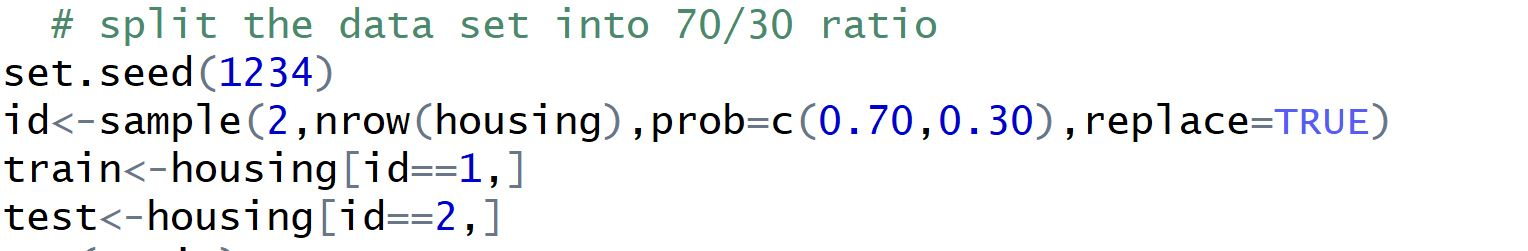 # split the data set into 70/30 ratio
set.seed(1234)
id<-sample(2,nrow(housing),prob=c(0.70,0.30),replace=TRUE)
train<-housing[id==1,]
test<-housing[id==2,]